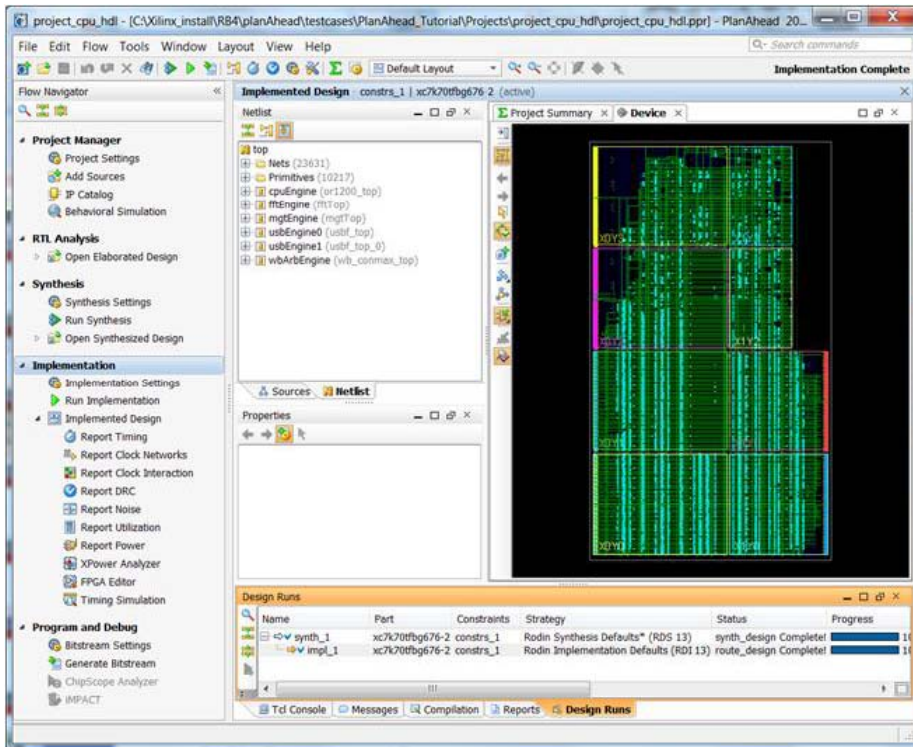 project_cpu_hdl - [C:\Xilinx_install\RB4\planAhead\testcases\PlanAhead_Tutorial\Projects\project_cpu_hdl\project_cpu_hdl.ppr] - PlanAhead 20...
File Edit Flow Tools Window Layout View Help
Search commands
Default Layout
Implementation Complete
Flow Navigator
Project Manager
Project Settings
Add Sources
IP Catalog
Behavioral Simulation
RTL Analysis
Open Elaborated Design
Synthesis
Synthesis Settings
Run Synthesis
Open Synthesized Design
Implementation
Implementation Settings
Run Implementation
Implemented Design
Report Timing
Report Clock Networks
Report Clock Interaction
Report DRC
Report Noise
Report Utilization
Report Power
XPower Analyzer
FPGA Editor
Timing Simulation
Program and Debug
Bitstream Settings
Generate Bitstream
ChipScope Analyzer
iMPACT
Implemented Design - constrs_1 | xc7k70tfbg676-2 (active)
Netlist
top
Nets (23631)
Primitives (10217)
cpuEngine (or1200_top)
fftEngine (fftTop)
mgtEngine (mgtTop)
usbEngine0 (usbf_top)
usbEngine1 (usbf_top_0)
wbArbEngine (wb_conmax_top)
Sources Netlist
Properties
Project Summary Device
X0Y3
X1Y2
X0Y0
Design Runs
Name Part Constraints Strategy Status Progress
synth_1 xc7k70tfbg676-2 constrs_1 Rodin Synthesis Defaults* (RDS 13) synth_design Complete! 10
impl_1 xc7k70tfbg676-2 constrs_1 Rodin Implementation Defaults (RDI 13) route_design Complete! 10
Tcl Console Messages Compilation Reports Design Runs